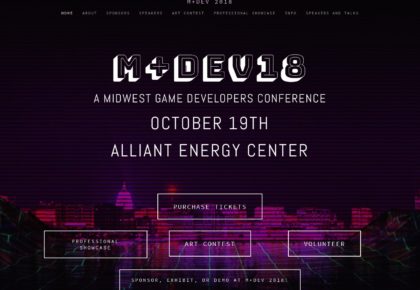 M+DEV 2018
HOME ABOUT SPONSORS SPEAKERS ART CONTEST PROFESSIONAL SHOWCASE INFO SPEAKERS AND TALKS
M+DEV18
A MIDWEST GAME DEVELOPERS CONFERENCE
OCTOBER 19TH
ALLIANT ENERGY CENTER
PURCHASE TICKETS
PROFESSIONAL
SHOWCASE
ART CONTEST
VOLUNTEER
SPONSOR, EXHIBIT, OR DEMO AT M+DEV 2018!